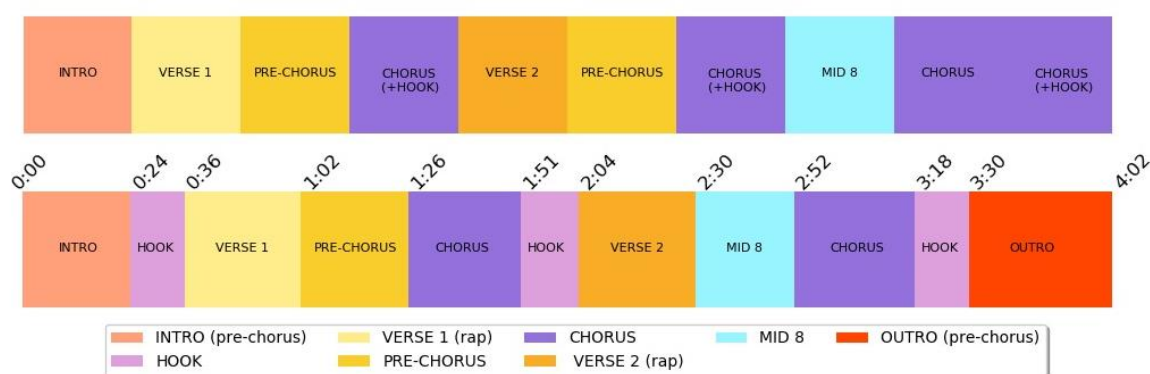 INTRO VERSE 1 PRE-CHORUS CHORUS (+HOOK) VERSE 2 PRE-CHORUS CHORUS (+HOOK) MID 8 CHORUS CHORUS (+HOOK)
0:00 0:24 0:36 1:02 1:26 1:51 2:04 2:30 2:52 3:18 3:30 4:02
INTRO HOOK VERSE 1 PRE-CHORUS CHORUS HOOK VERSE 2 MID 8 CHORUS HOOK OUTRO
INTRO (pre-chorus) VERSE 1 (rap) CHORUS MID 8 OUTRO (pre-chorus)
HOOK PRE-CHORUS VERSE 2 (rap)